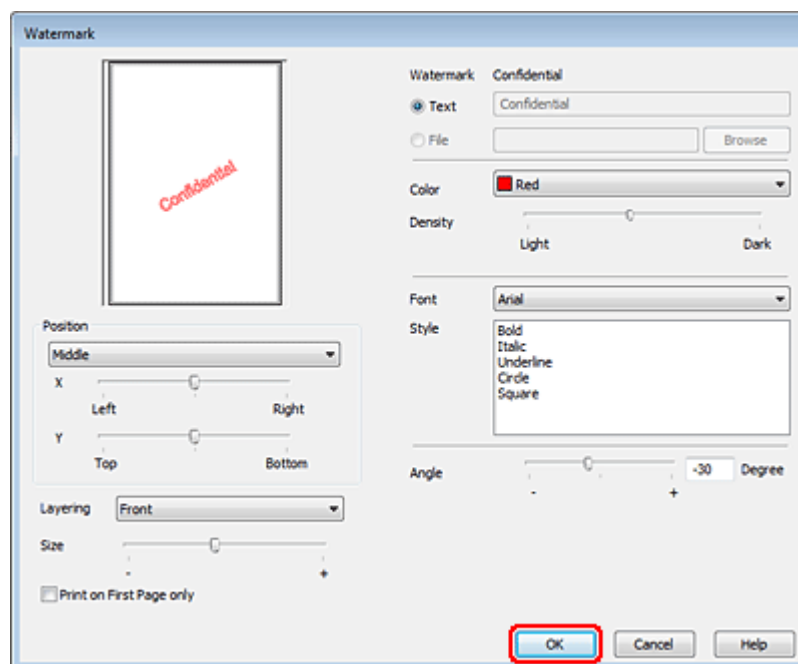 Watermark
Confidential
Position
Middle
X
Left Right
Y
Top Bottom
Layering Front
Size
- +
Print on First Page only
Watermark Confidential
Text Confidential
File Browse
Color Red
Density
Light Dark
Font Arial
Style
Bold
Italic
Underline
Circle
Square
Angle -30 Degree
- +
OK Cancel Help